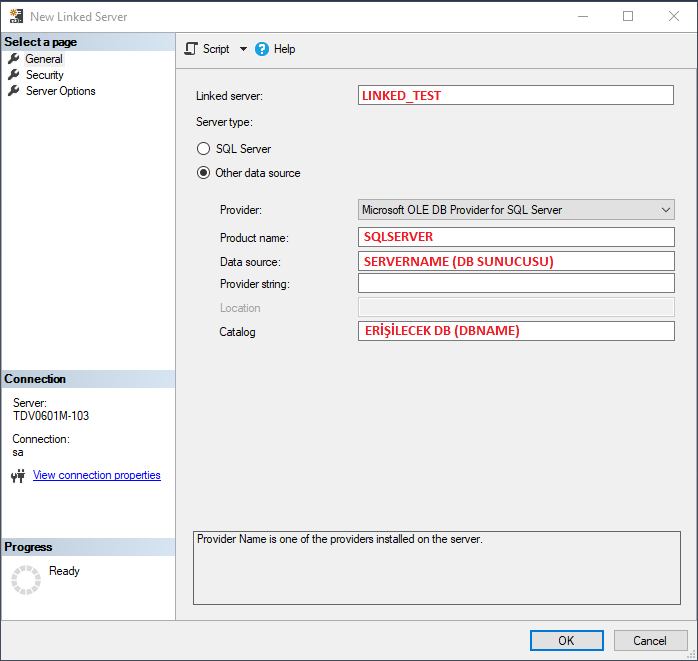 New Linked Server
Select a page
General
Security
Server Options
Script
Help
Linked server:
LINKED_TEST
Server type:
SQL Server
Other data source
Provider:
Microsoft OLE DB Provider for SQL Server
Product name:
SQLSERVER
Data source:
SERVERNAME (DB SUNUCUSU)
Provider string:
Location
Catalog
ERİŞİLECEK DB (DBNAME)
Connection
Server:
TDV0601M-103
Connection:
sa
View connection properties
Progress
Ready
Provider Name is one of the providers installed on the server.
OK
Cancel